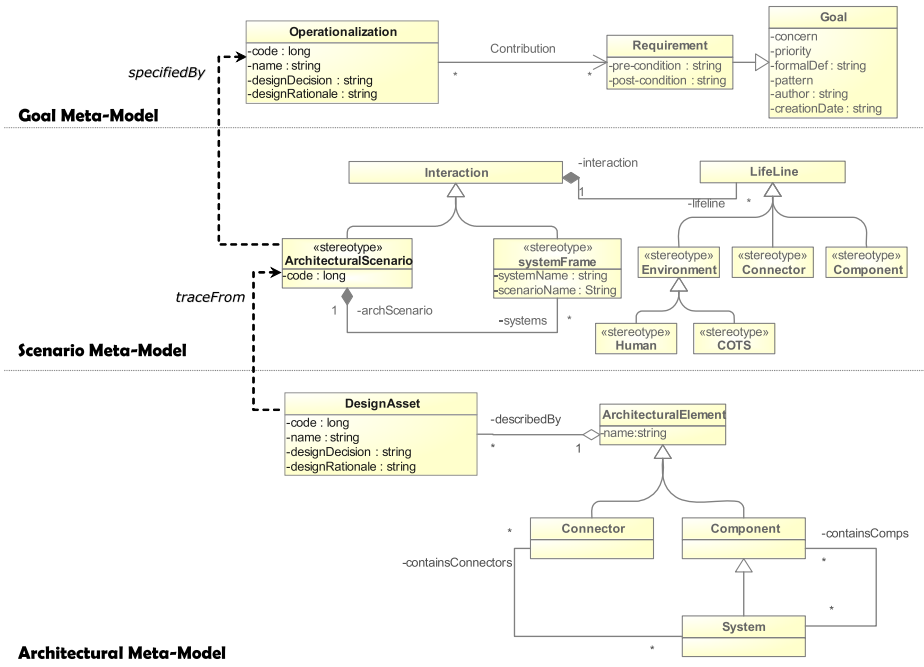 Operationalization
-code : long
-name : string
-designDecision : string
-designRationale : string
Contribution
*
*
Requirement
-pre-condition : string
-post-condition : string
Goal
-concern
-priority
-formalDef : string
-pattern
-author : string
-creationDate : string
specifiedBy
Goal Meta-Model
Interaction
-interaction
1
-lifeline
*
LifeLine
«stereotype»
ArchitecturalScenario
-code : long
«stereotype»
systemFrame
-systemName : string
-scenarioName : String
«stereotype»
Environment
«stereotype»
Connector
«stereotype»
Component
traceFrom
1
-archScenario
-systems
*
«stereotype»
Human
«stereotype»
COTS
Scenario Meta-Model
DesignAsset
-code : long
-name : string
-designDecision : string
-designRationale : string
-describedBy
*
1
ArchitecturalElement
-name:string
*
Connector
Component
-containsComps
*
-containsConnectors
*
System
*
Architectural Meta-Model